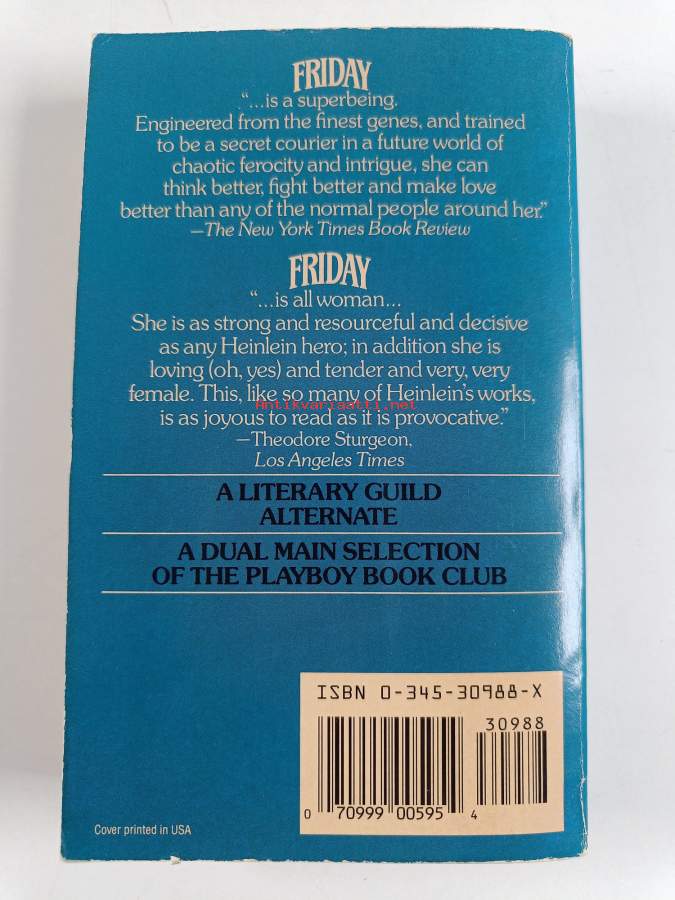 FRIDAY
“...is a superbeing.
Engineered from the finest genes, and trained
to be a secret courier in a future world of
chaotic ferocity and intrigue, she can
think better, fight better and make love
better than any of the normal people around her.”
—The New York Times Book Review
FRIDAY
“...is all woman...
She is as strong and resourceful and decisive
as any Heinlein hero; in addition she is
loving (oh, yes) and tender and very, very
female. This, like so many of Heinlein's works,
Antikvariaatti.net
is as joyous to read as it is provocative.”
—Theodore Sturgeon,
Los Angeles Times
A LITERARY GUILD
ALTERNATE
A DUAL MAIN SELECTION
OF THE PLAYBOY BOOK CLUB
ISBN 0-345-30988-X
30988
0 70999 00595 4
Cover printed in USA